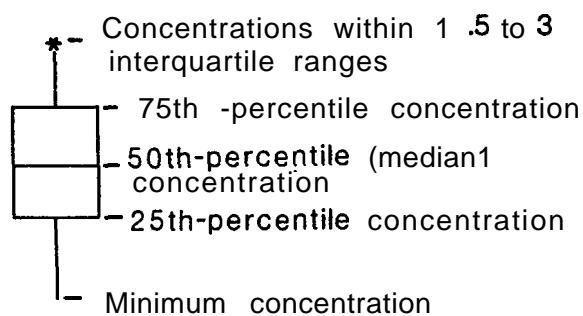 * Concentrations within 1 .5 to 3
interquartile ranges
75th -percentile concentration
50th-percentile (median1
concentration
25th-percentile concentration
Minimum concentration